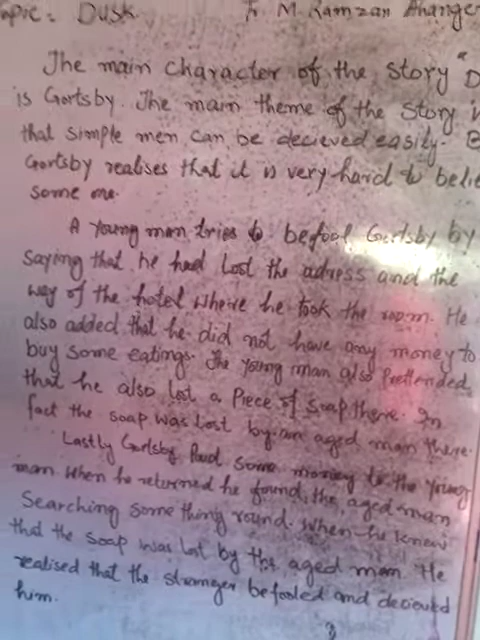 opic: Dusk Fr. M. Ramzan Ahange
The main character of the story "D
is Gortsby. The main theme of the story i
that simple men can be decieved easily.
Gortsby realises that it is very hard to belie
some one.
A young man tries to befool Gortsby by
saying that he had lost the adress and the
way of the hotel where he took the room. He
also added that he did not have any money to
buy some eatings. The young man also Prettended
that he also lost a Piece of soap there. In
fact the soap was lost by an aged man there.
Lastly Gortsby Paid some money to the young
man when he returned he found the aged man
Searching something round. When he knew
that the soap was lost by the aged man. He
realised that the stranger befooled and decieved
him.